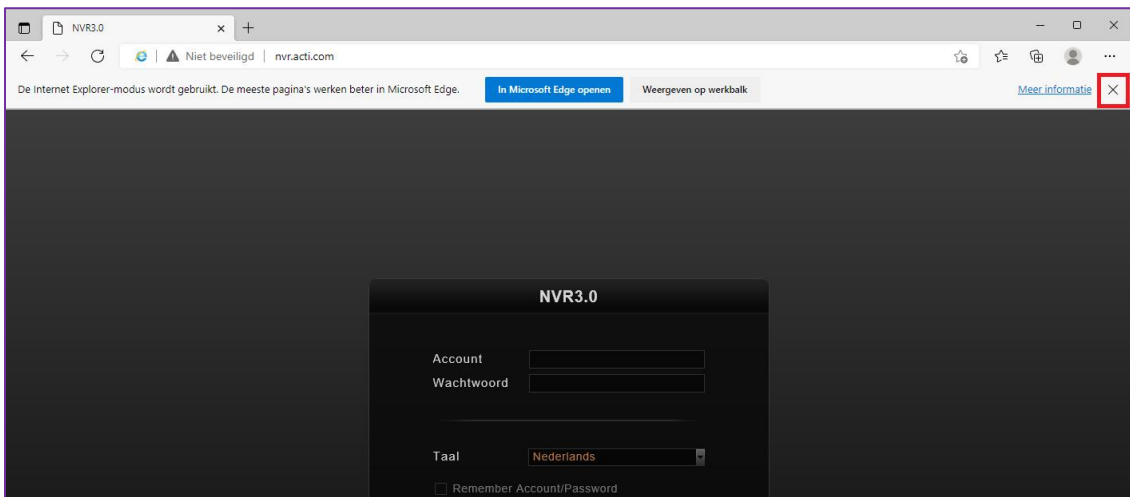 NVR3.0
Niet beveiligd | nvr.acti.com
De Internet Explorer-modus wordt gebruikt. De meeste pagina's werken beter in Microsoft Edge. In Microsoft Edge openen Weergeven op werkbalk Meer informatie
NVR3.0
Account
Wachtwoord
Taal Nederlands
Remember Account/Password